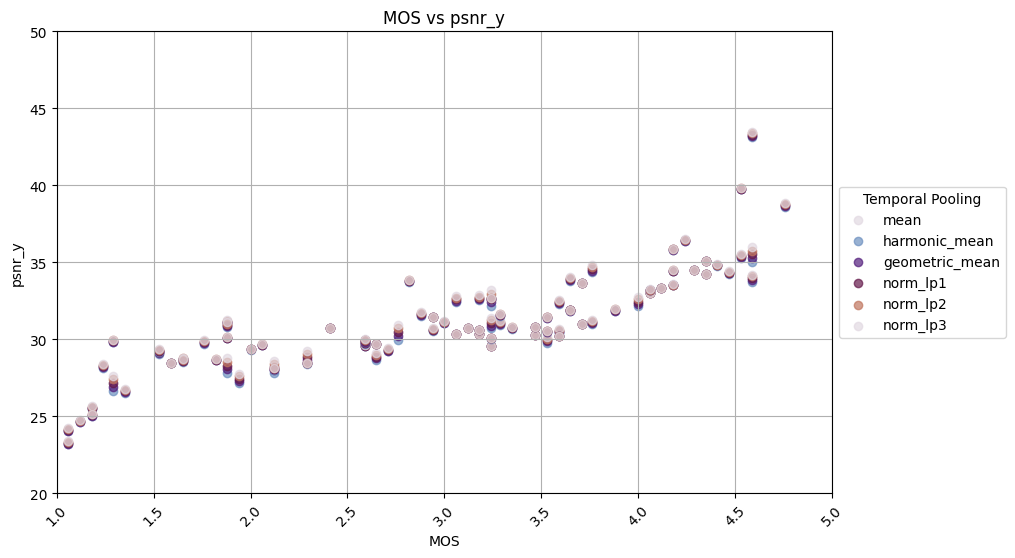 MOS vs psnr_y
psnr_y
50
45
40
35
30
25
20
1.0
1.5
2.0
2.5
3.0
3.5
4.0
4.5
5.0
MOS
Temporal Pooling
mean
harmonic_mean
geometric_mean
norm_lp1
norm_lp2
norm_lp3